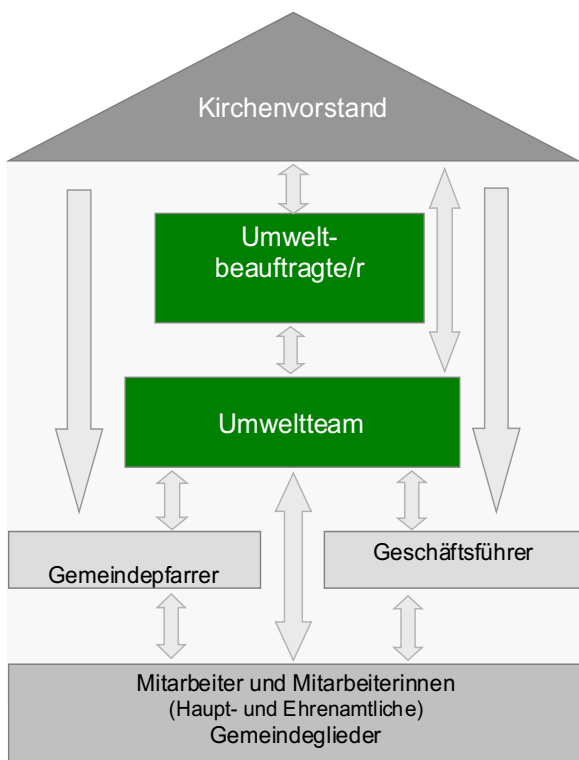 Kirchenvorstand
Umwelt-
beauftragte/r
Umweltteam
Gemeindepfarrer
Geschäftsführer
Mitarbeiter und Mitarbeiterinnen
(Haupt- und Ehrenamtliche)
Gemeindeglieder